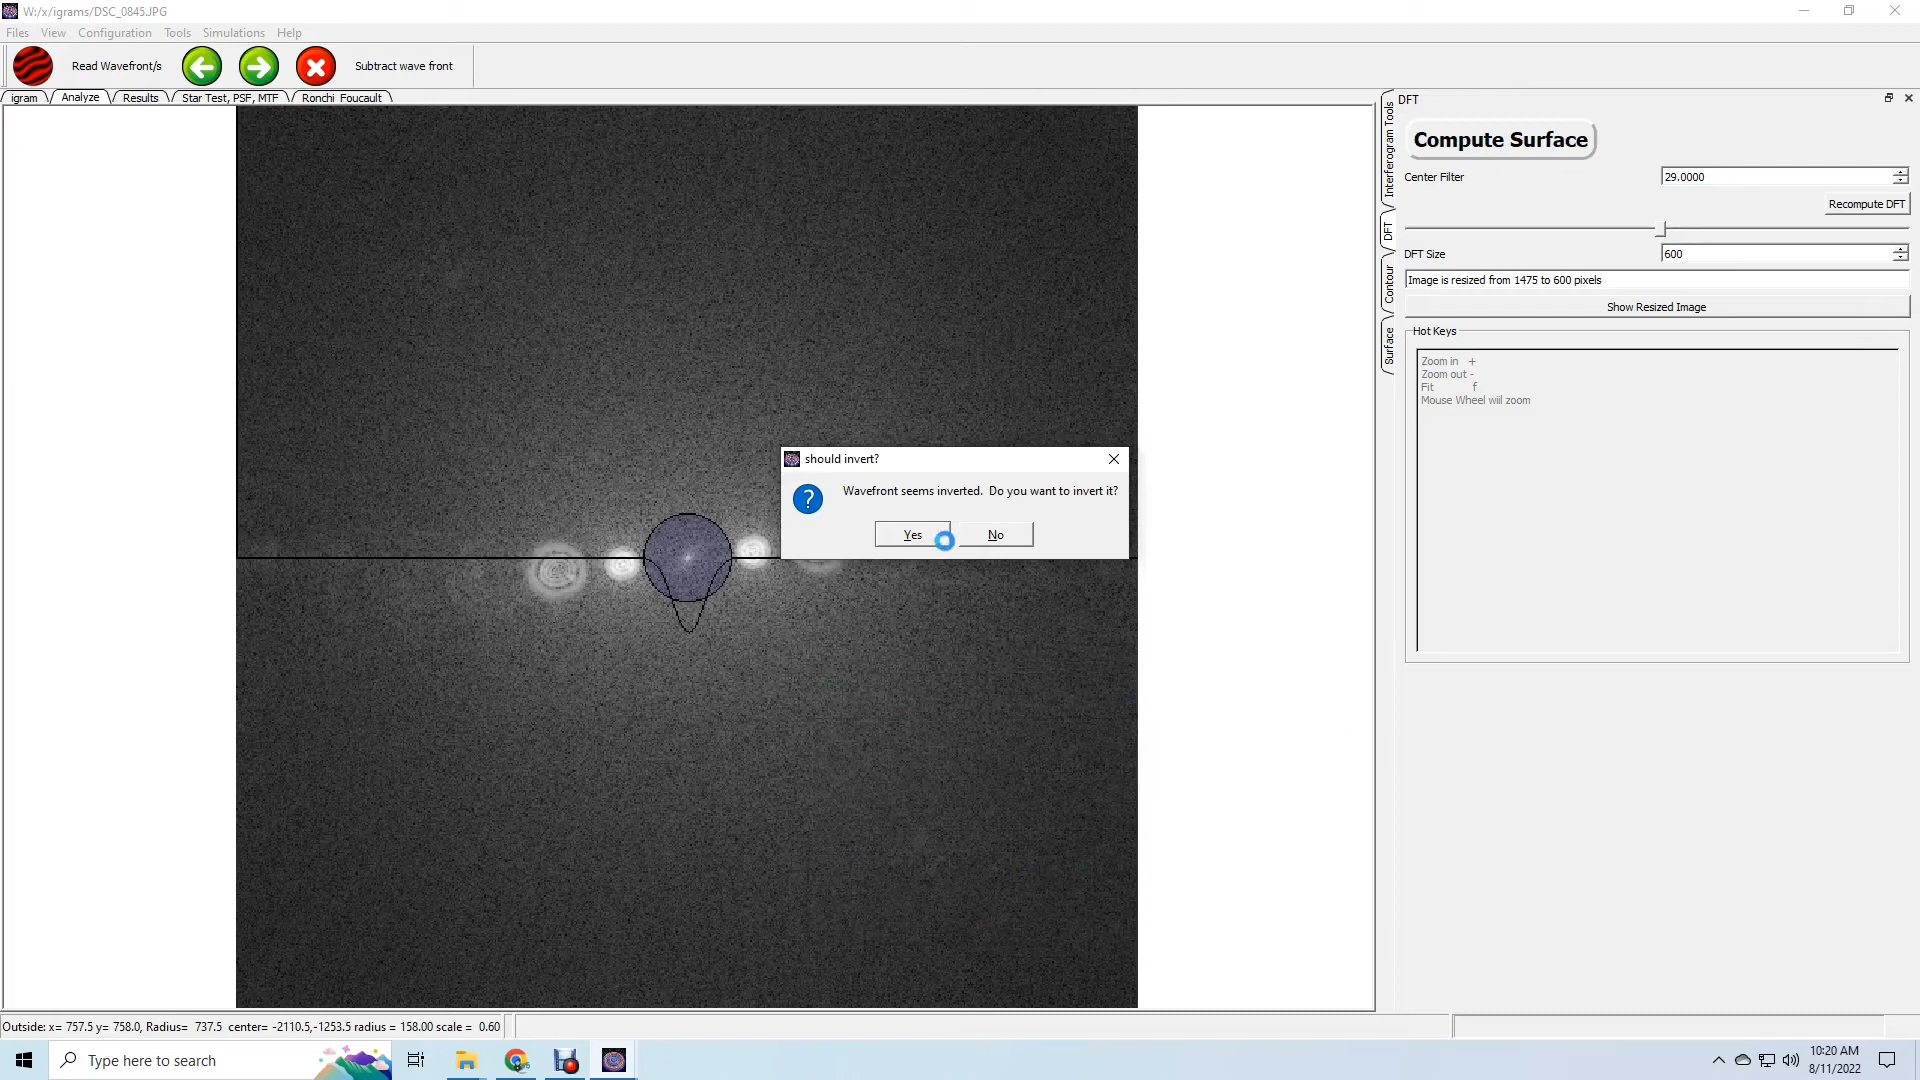 W:/x/igrams/DSC_0845.JPG
Files View Configuration Tools Simulations Help
Read Wavefront/s Subtract wave front
igram Analyze Results Star Test, PSF, MTF Ronchi Foucault
Interferogram Tools
DFT
Contour
Surface
DFT
Compute Surface
Center Filter 29.0000
Recompute DFT
DFT Size 600
Image is resized from 1475 to 600 pixels
Show Resized Image
Hot Keys
Zoom in +
Zoom out -
Fit f
Mouse Wheel wiil zoom
should invert?
Wavefront seems inverted. Do you want to invert it?
Yes No
Outside: x= 757.5 y= 758.0, Radius= 737.5 center= -2110.5,-1253.5 radius = 158.00 scale = 0.60
Type here to search
10:20 AM
8/11/2022